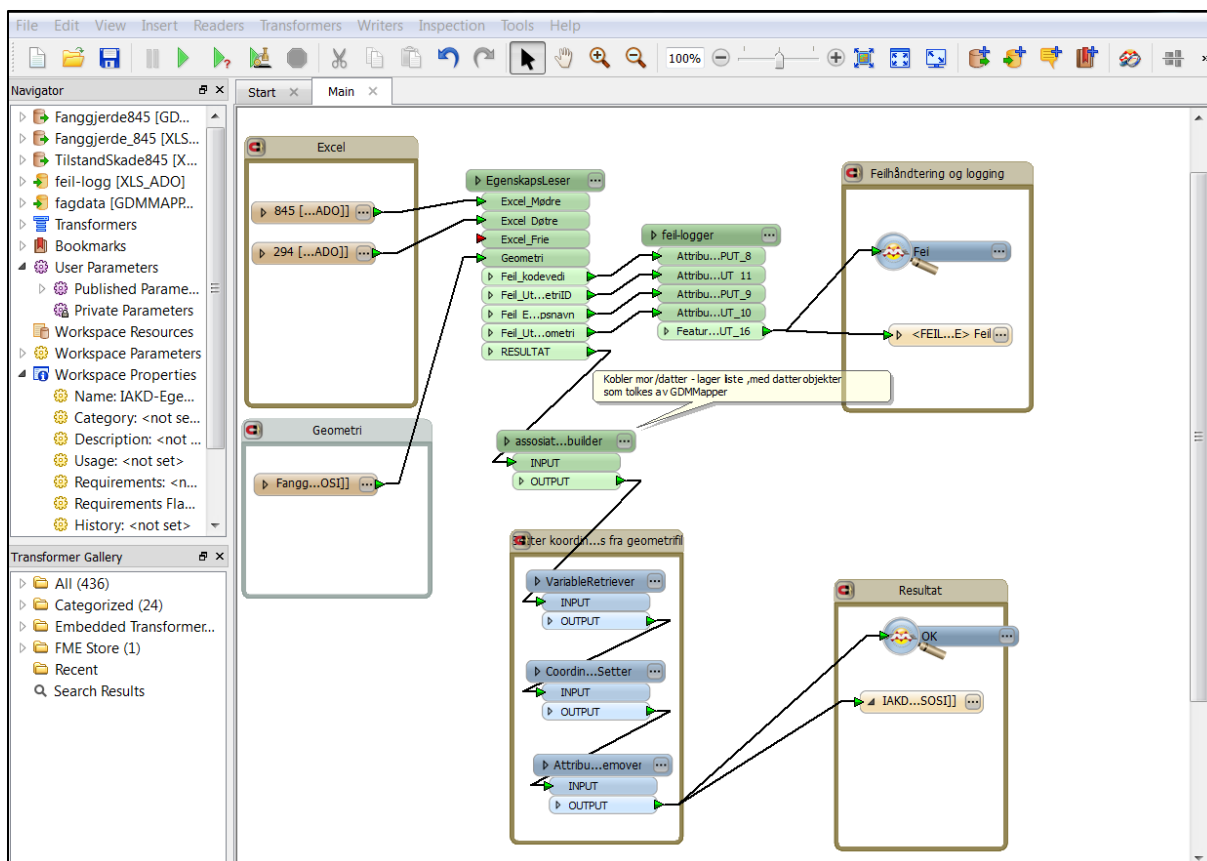 File Edit View Insert Readers Transformers Writers Inspection Tools Help
100%
Navigator
Start
Main
Fanggjerde845 [GD...
Fanggjerde_845 [XLS...
TilstandSkade845 [X...
feil-logg [XLS_ADO]
fagdata [GDMMAPP...
Transformers
Bookmarks
User Parameters
Published Parame...
Private Parameters
Workspace Resources
Workspace Parameters
Workspace Properties
Name: IAKD-Ege...
Category: <not se...
Description: <not ...
Usage: <not set>
Requirements: <n...
Requirements Fla...
History: <not set>
Transformer Gallery
All (436)
Categorized (24)
Embedded Transformer...
FME Store (1)
Recent
Search Results
Excel
845 [...ADO]]
294 [...ADO]]
Geometri
Fangg...OSI]]
EgenskapsLeser
Excel_Mødre
Excel_Døtre
Excel_Frie
Geometri
Feil_kodevedi
Feil_Ut...etriID
Feil E...psnavn
Feil_Ut...ometri
RESULTAT
feil-logger
Attribu...PUT_8
Attribu...UT_11
Attribu...PUT_9
Attribu...UT_10
Featur...UT_16
Feilhåndtering og logging
Fei
<FEIL...E> Feil
Kobler mor/datter - lager liste ,med datterobjekter
som tolkes av GDMMapper
assosiat...builder
INPUT
OUTPUT
tter koordin...s fra geometrifil
VariableRetriever
INPUT
OUTPUT
Coordin...Setter
INPUT
OUTPUT
Attribu...emover
INPUT
OUTPUT
Resultat
OK
IAKD...SOSI]]